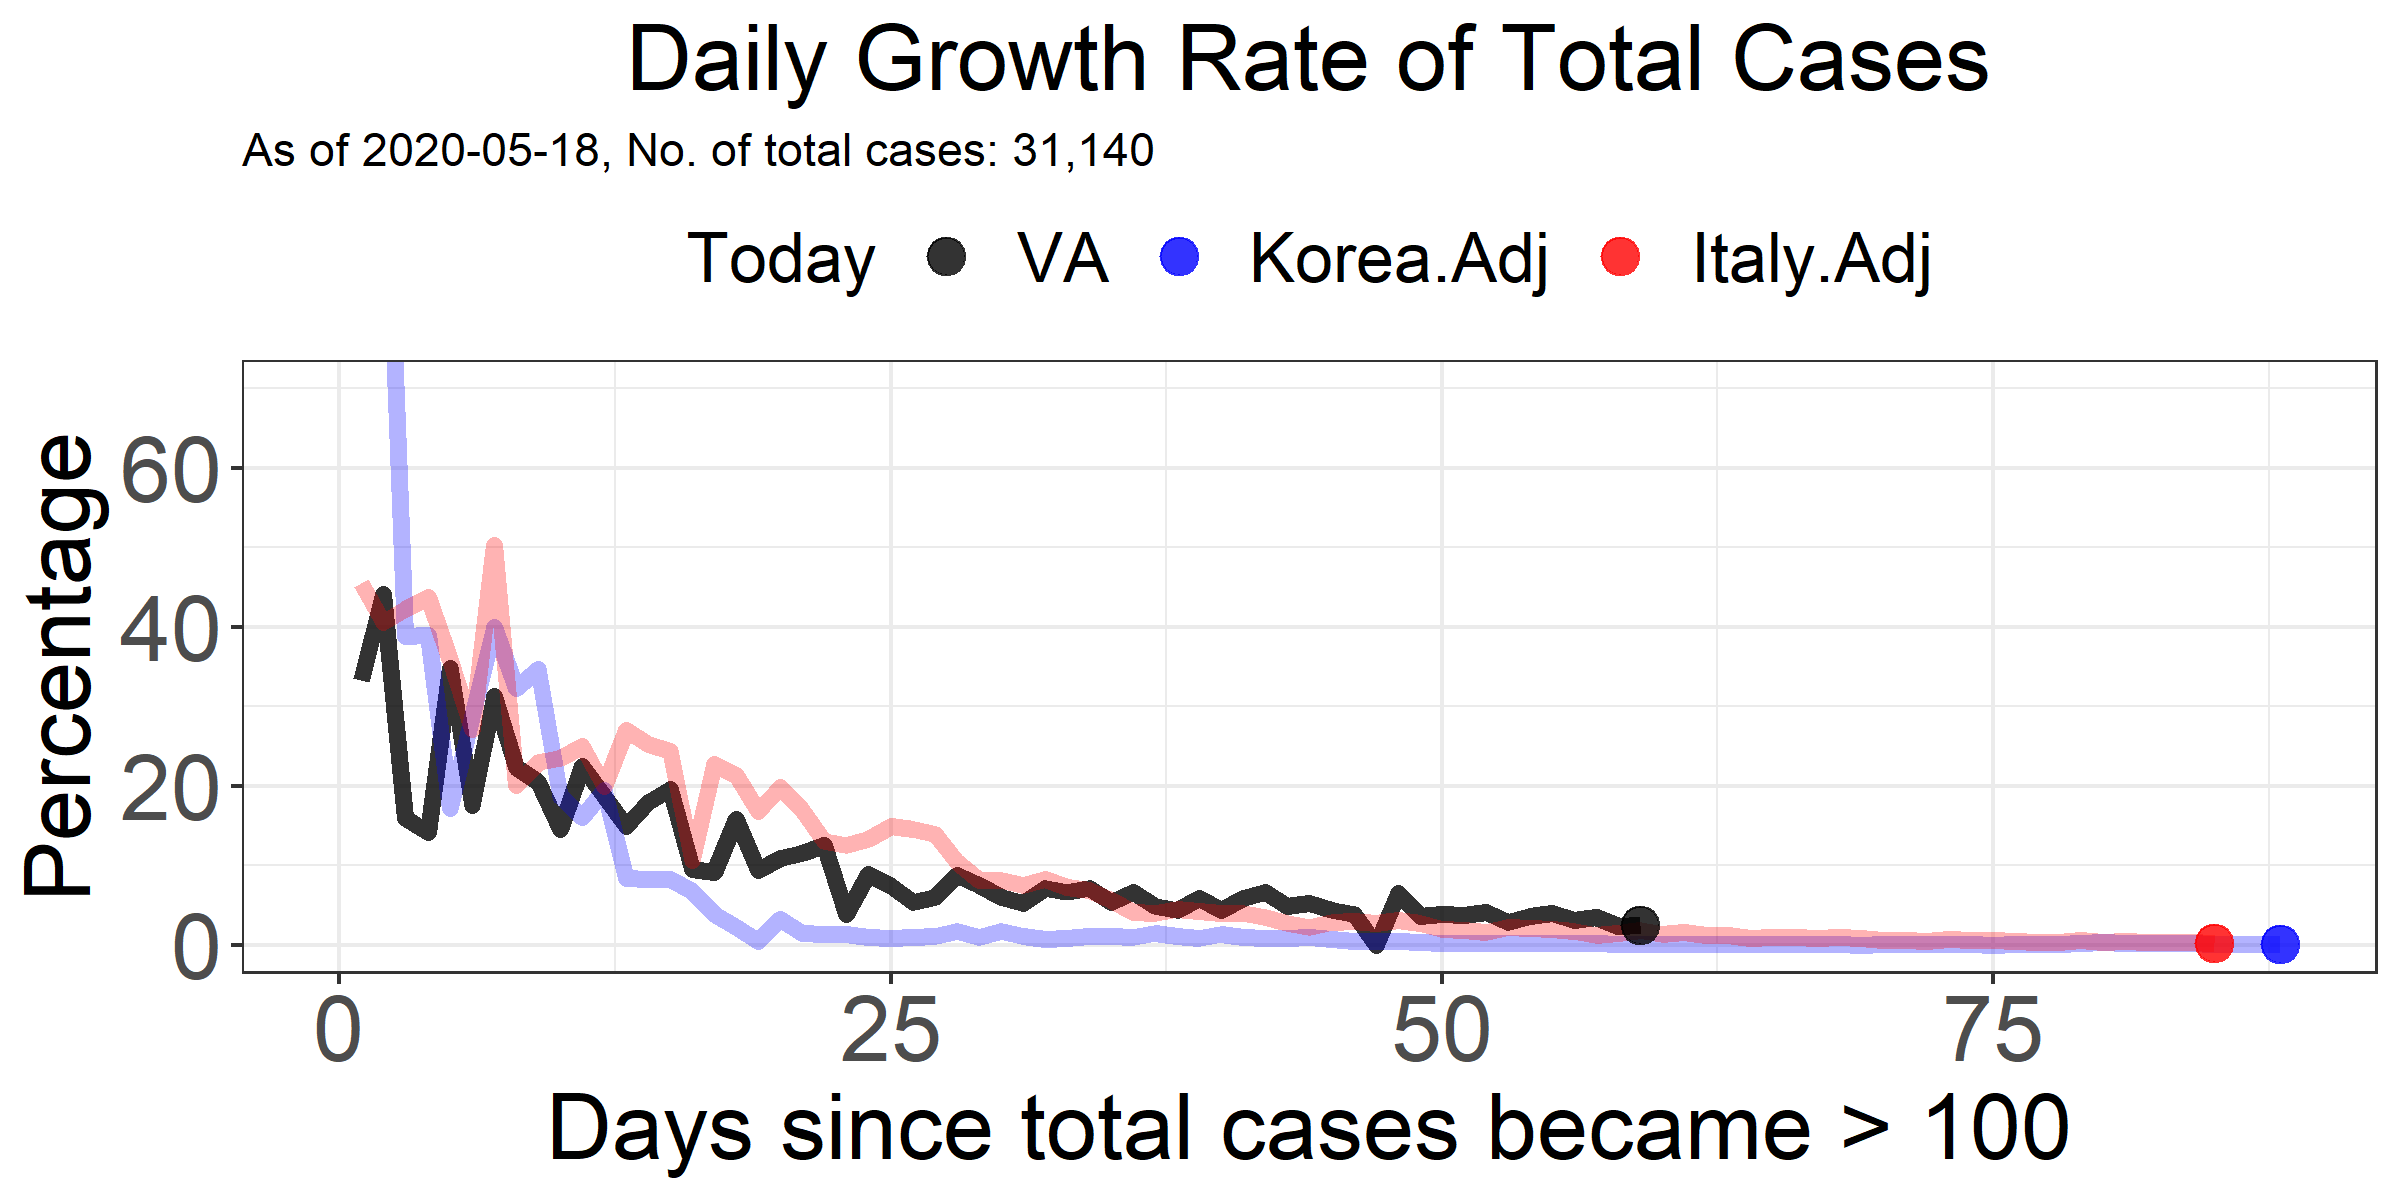 Daily Growth Rate of Total Cases
As of 2020-05-18, No. of total cases: 31,140
Today VA Korea.Adj Italy.Adj
Percentage
60
40
20
0
0 25 50 75
Days since total cases became > 100